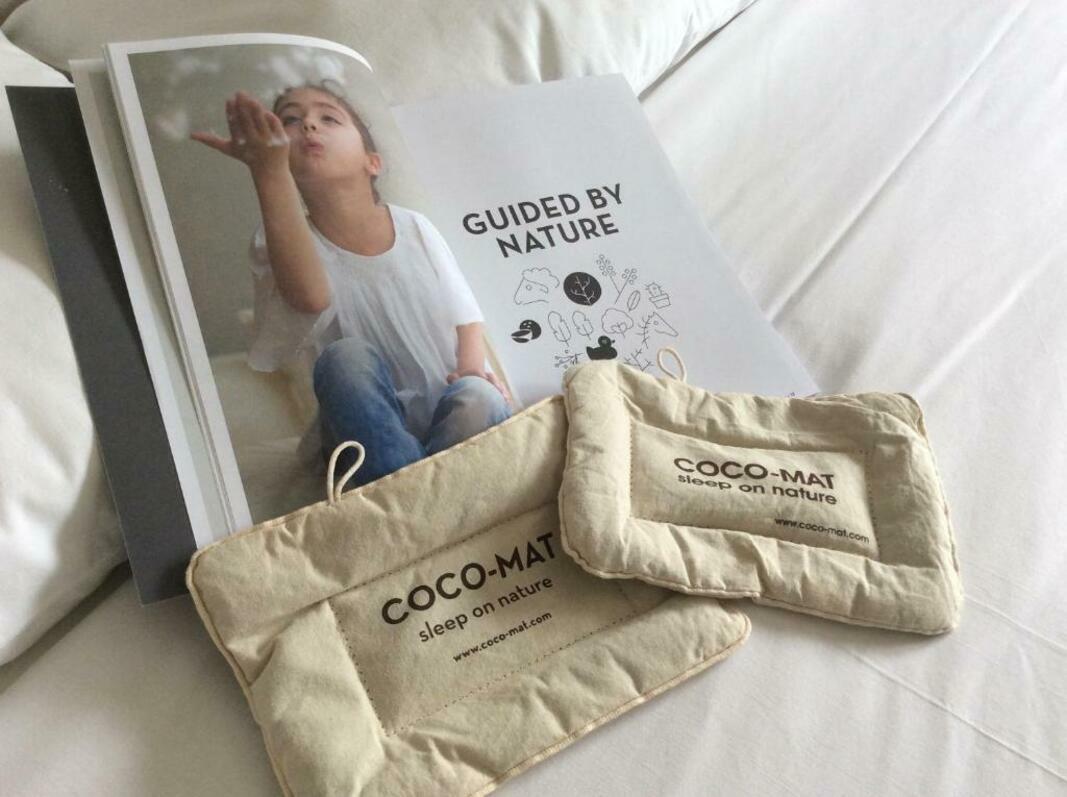 GUIDED BY
NATURE
COCO-MAT
sleep on nature
www.coco-mat.com
COCO-MAT
sleep on nature
www.coco-mat.com